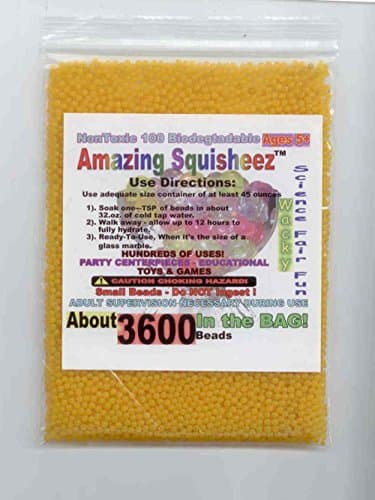 NonToxic 100 Biodegtadable Ages 5+
Amazing Squisheez™
Use Directions:
Use adequate size container of at least 45 ounces
1). Soak one-TSP of beads in about
32.oz. of cold tap water.
2). Walk away - allow up to 12 hours to
fully hydrate.
3). Ready-To-Use, When it's the size of a
glass marble.
HUNDREDS OF USES!
PARTY CENTERPIECES - EDUCATIONAL
TOYS & GAMES
CAUTION CHOKING HAZARD!
Small Beads - Do NOT Ingest !
ADULT SUPERVISION NECESSARY DURING USE
About 3600 In the BAG!
Beads
Wacky
Science Fair Fun